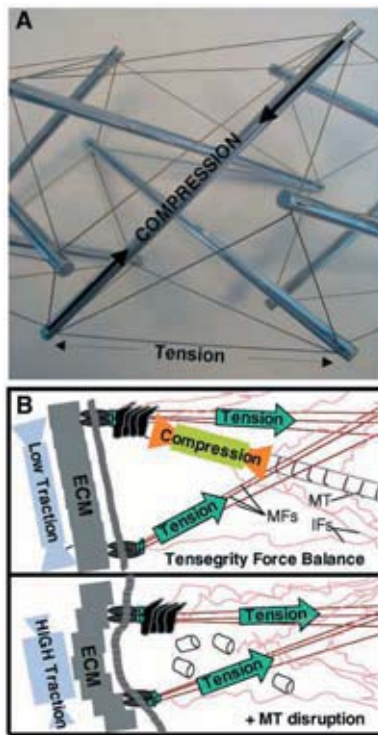 A
COMPRESSION
Tension
B
Tension
Compression
Low Traction
ECM
Tension
MT
MFs
IFs
Tensegrity Force Balance
Tension
HIGH Traction
ECM
Tension
+ MT disruption